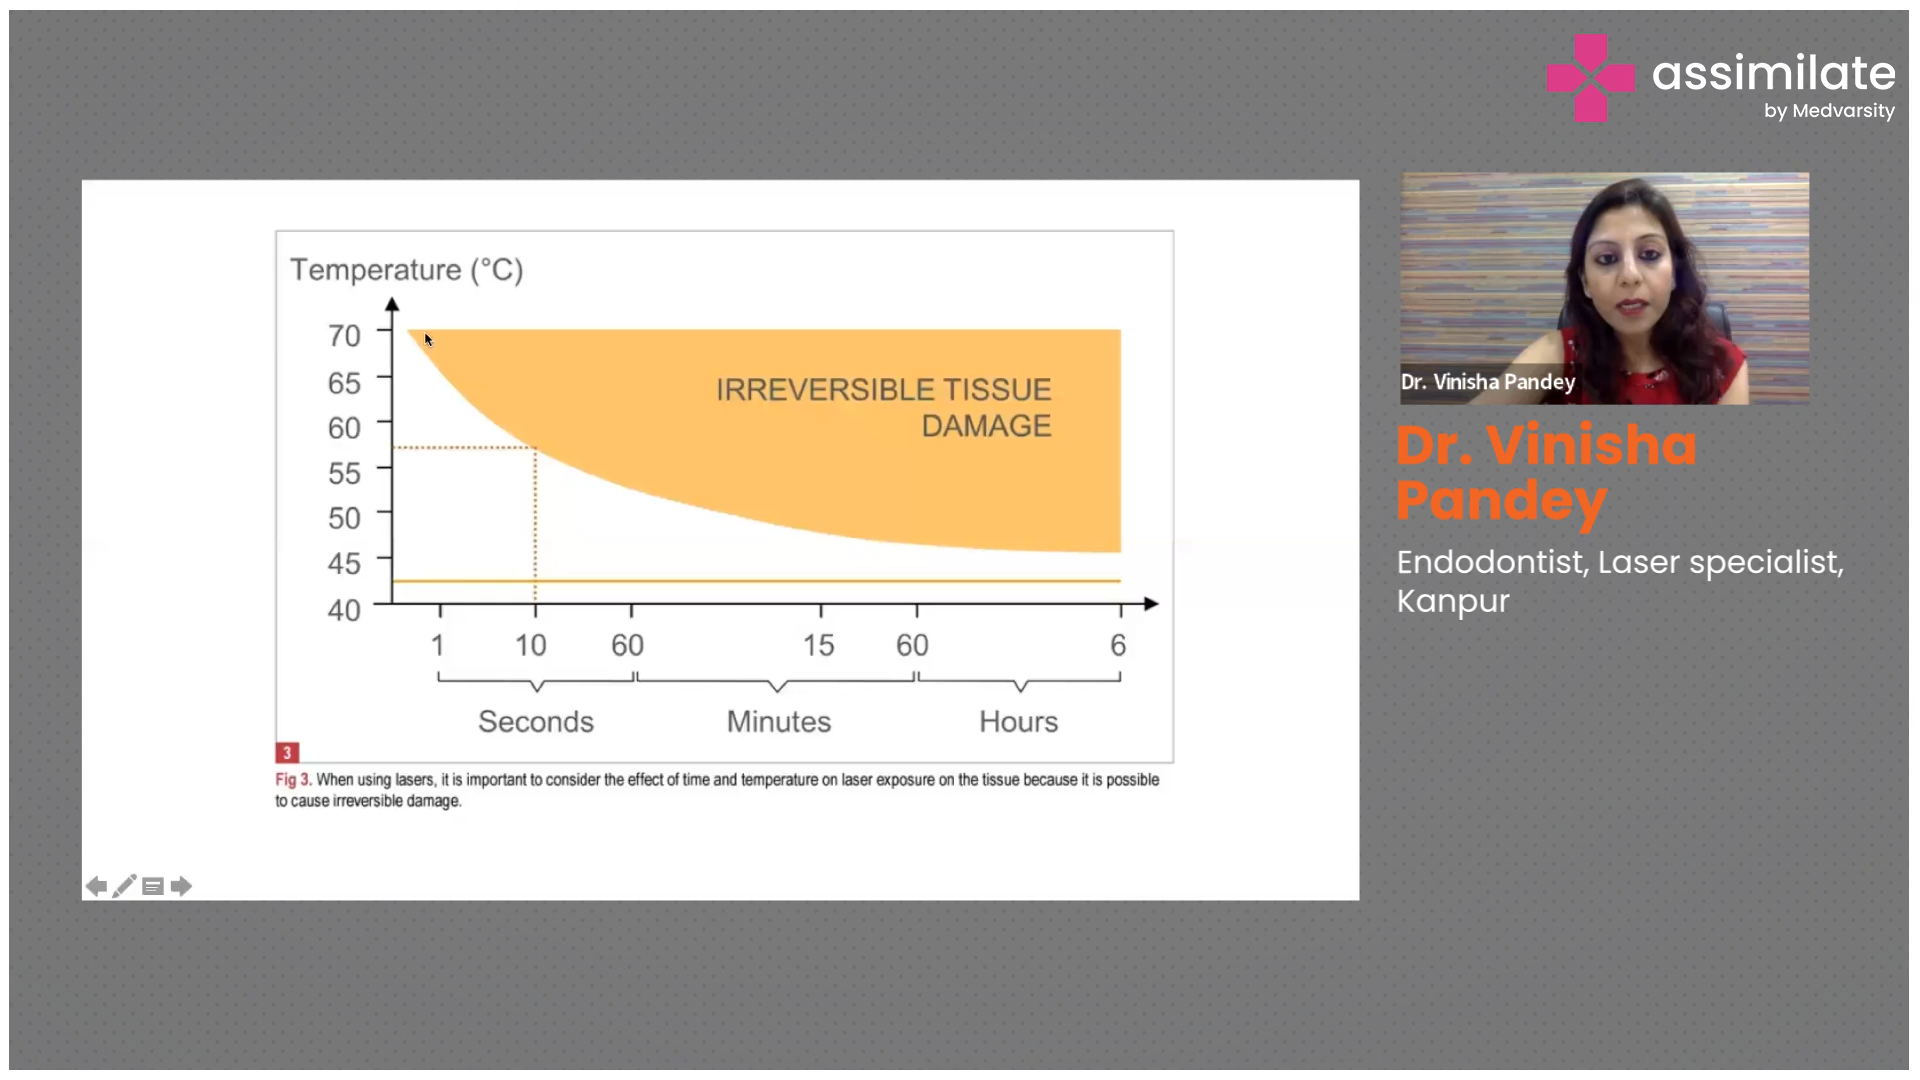 assimilate
by Medvarsity
Temperature (°C)
70
65
60
55
50
45
40
IRREVERSIBLE TISSUE
DAMAGE
1 10 60 15 60 6
Seconds Minutes Hours
3
Fig 3. When using lasers, it is important to consider the effect of time and temperature on laser exposure on the tissue because it is possible
to cause irreversible damage.
Dr. Vinisha Pandey
Dr. Vinisha
Pandey
Endodontist, Laser specialist,
Kanpur